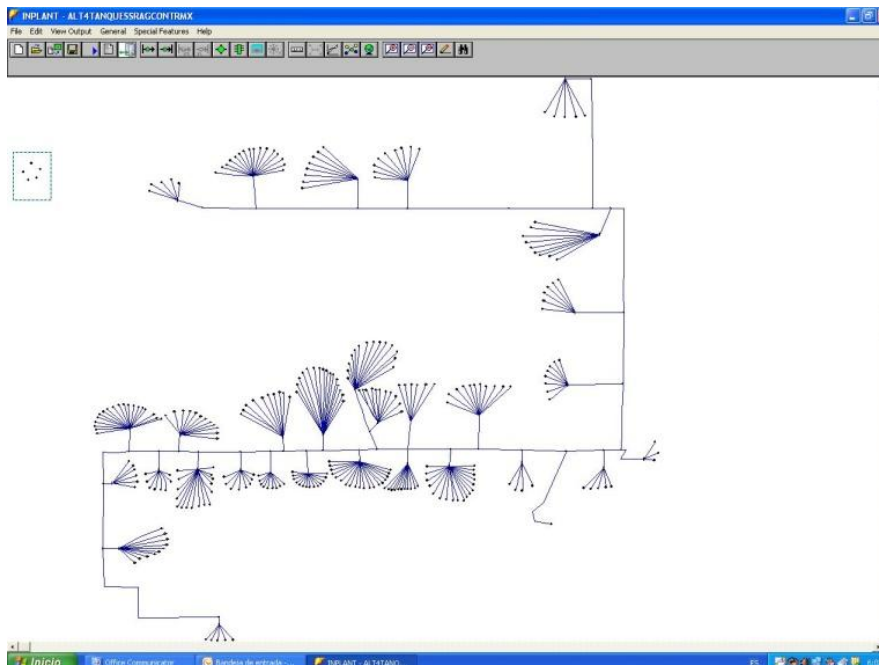 INPLANT - ALT4TANQUESSRAGCONTRMX
File Edit View Output General Special Features Help
Inicio Office Communicator Bandeja de entrada - ... INPLANT - ALT4TANQ... ES